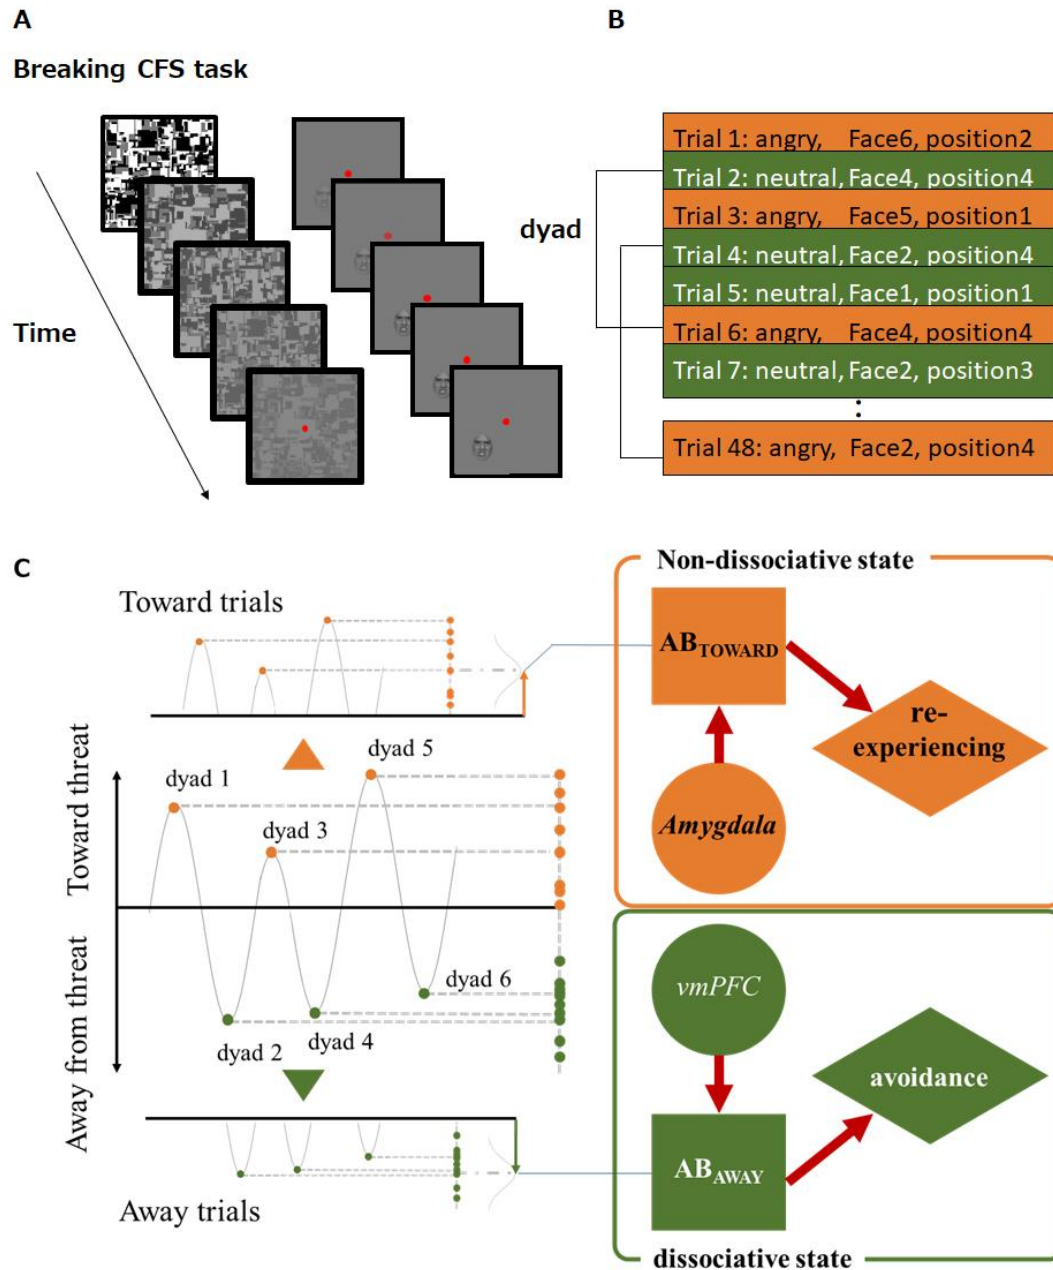 A
Breaking CFS task
Time
B
dyad
Trial 1: angry, Face6, position2
Trial 2: neutral, Face4, position4
Trial 3: angry, Face5, position1
Trial 4: neutral, Face2, position4
Trial 5: neutral, Face1, position1
Trial 6: angry, Face4, position4
Trial 7: neutral, Face2, position3
:
Trial 48: angry, Face2, position4
C
Toward trials
Toward threat
Away from threat
dyad 1
dyad 5
dyad 3
dyad 6
dyad 2
dyad 4
Away trials
Non-dissociative state
ABTOWARD
re-
experiencing
Amygdala
vmPFC
avoidance
ABAWAY
dissociative state